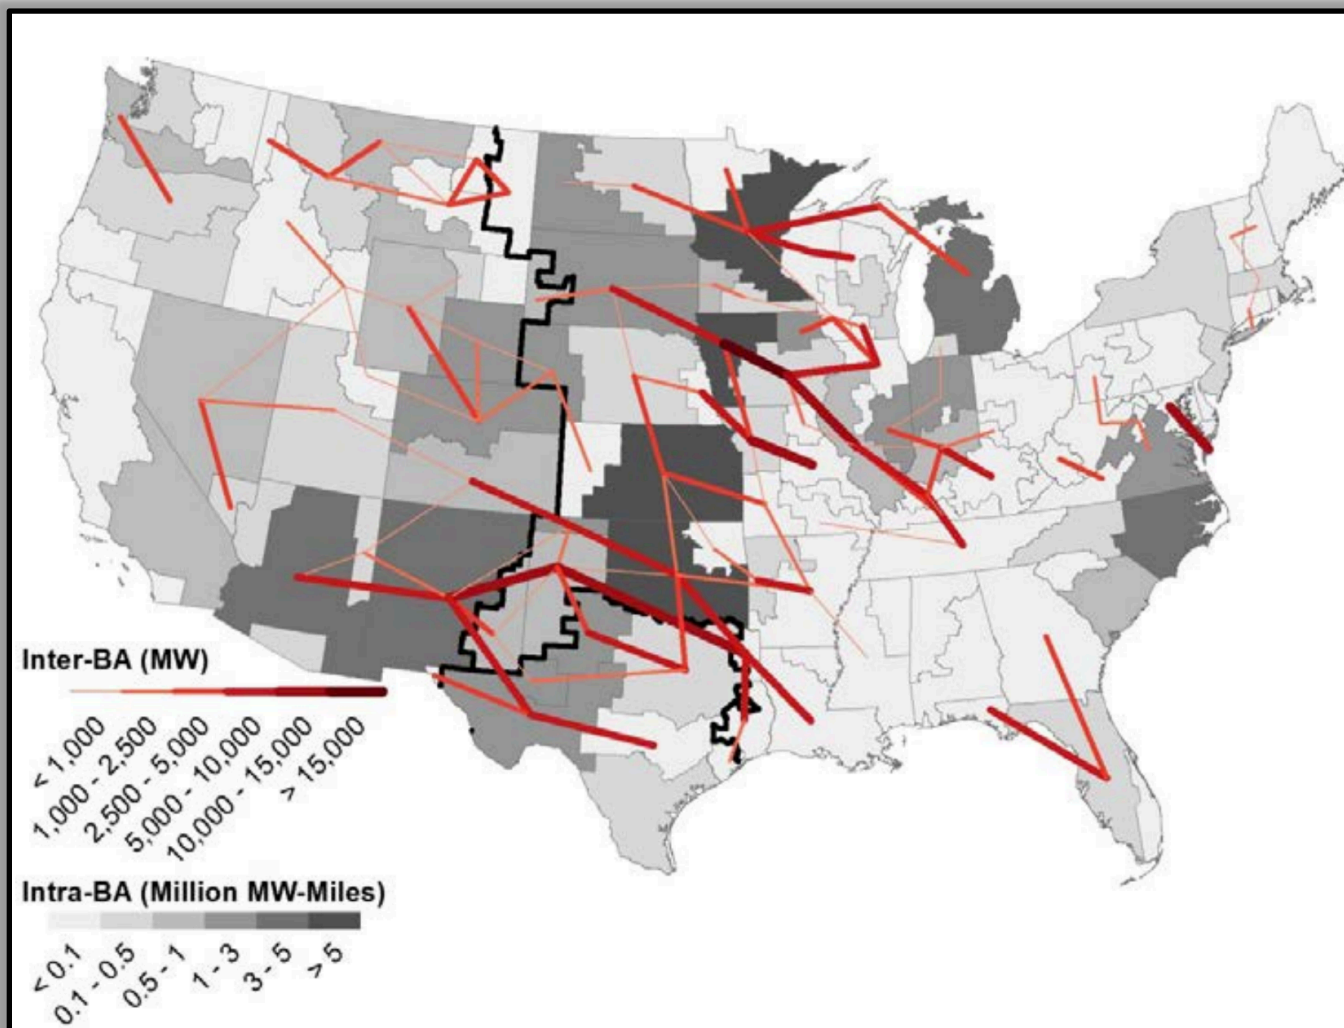 Inter-BA (MW)
< 1,000
1,000 - 2,500
2,500 - 5,000
5,000 - 10,000
10,000 - 15,000
> 15,000
Intra-BA (Million MW-Miles)
< 0.1
0.1 - 0.5
0.5 - 1
1 - 3
3 - 5
> 5